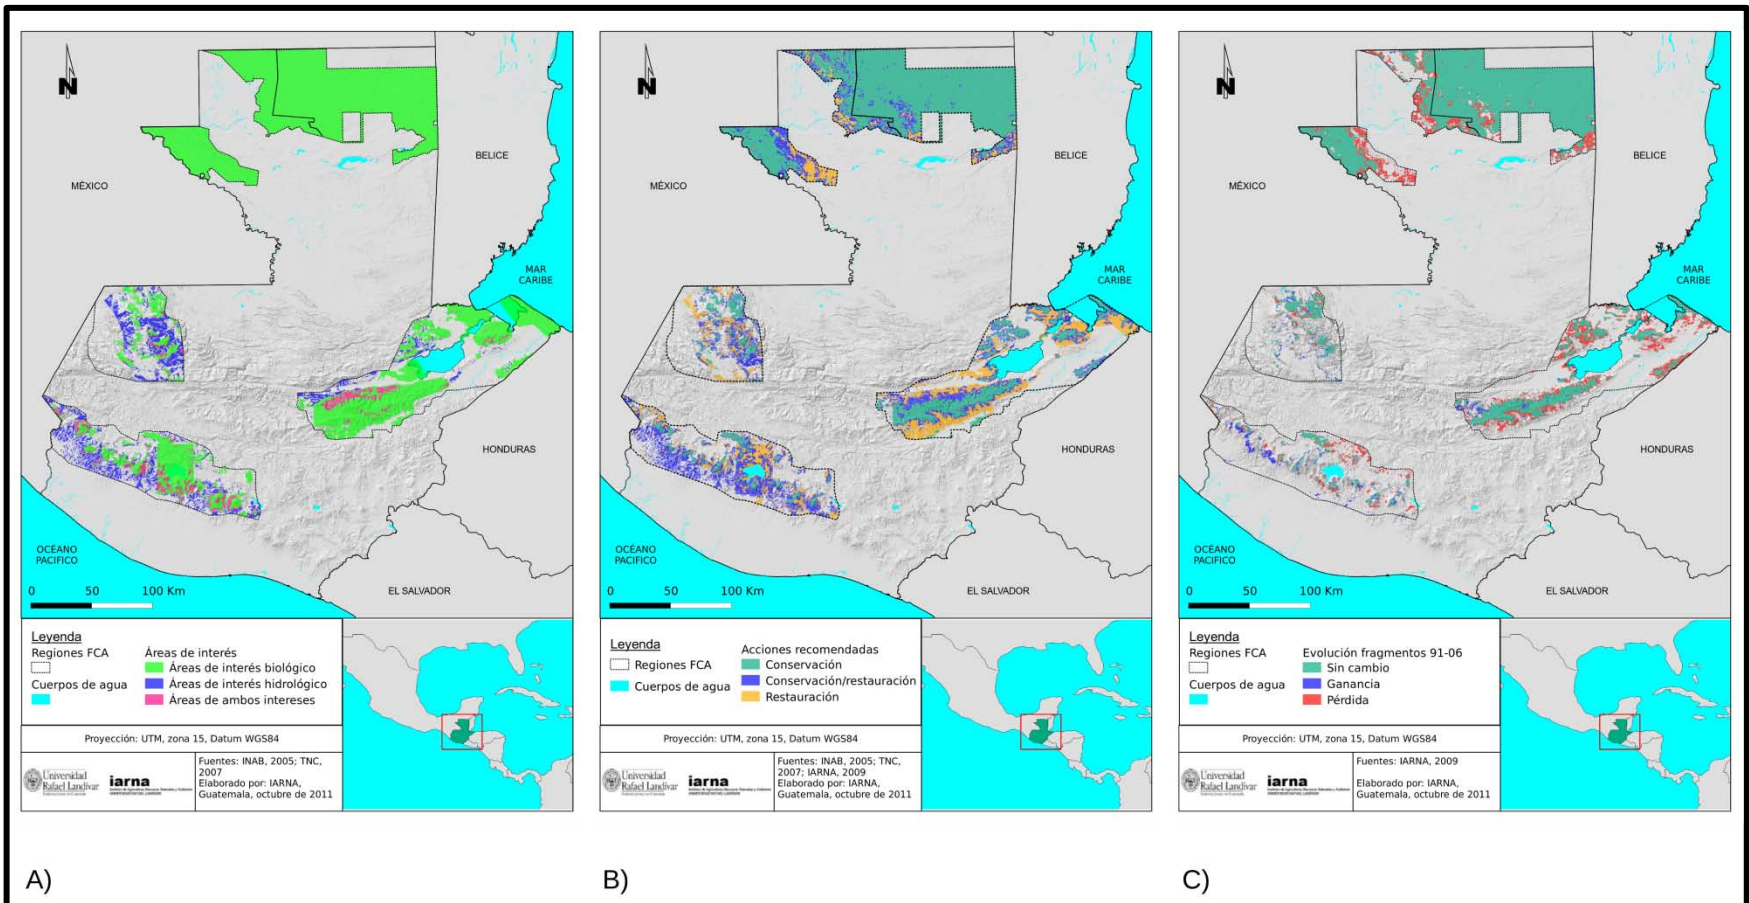 N
MÉXICO
BELICE
MAR
CARIBE
HONDURAS
OCÉANO
PACIFICO
EL SALVADOR
0 50 100 Km
Leyenda
Regiones FCA
Cuerpos de agua
Áreas de interés
Áreas de interés biológico
Áreas de interés hidrológico
Áreas de ambos intereses
Proyección: UTM, zona 15, Datum WGS84
Universidad
Rafael Landívar
iarna
Fuentes: INAB, 2005; TNC,
2007
Elaborado por: IARNA,
Guatemala, octubre de 2011
A)
N
MÉXICO
BELICE
MAR
CARIBE
HONDURAS
OCÉANO
PACIFICO
EL SALVADOR
0 50 100 Km
Leyenda
Regiones FCA
Cuerpos de agua
Acciones recomendadas
Conservación
Conservación/restauración
Restauración
Proyección: UTM, zona 15, Datum WGS84
Universidad
Rafael Landívar
iarna
Fuentes: INAB, 2005; TNC,
2007; IARNA, 2009
Elaborado por: IARNA,
Guatemala, octubre de 2011
B)
N
MÉXICO
BELICE
MAR
CARIBE
HONDURAS
OCÉANO
PACIFICO
EL SALVADOR
0 50 100 Km
Leyenda
Regiones FCA
Cuerpos de agua
Evolución fragmentos 91-06
Sin cambio
Ganancia
Pérdida
Proyección: UTM, zona 15, Datum WGS84
Universidad
Rafael Landívar
iarna
Fuentes: IARNA, 2009
Elaborado por: IARNA,
Guatemala, octubre de 2011
C)